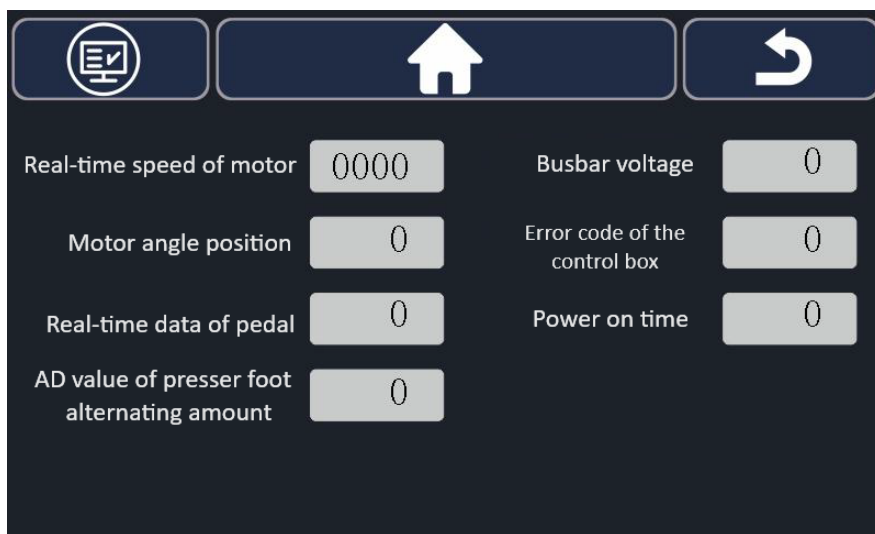 Real-time speed of motor 0000
Busbar voltage 0
Motor angle position 0
Error code of the
control box 0
Real-time data of pedal 0
Power on time 0
AD value of presser foot
alternating amount 0